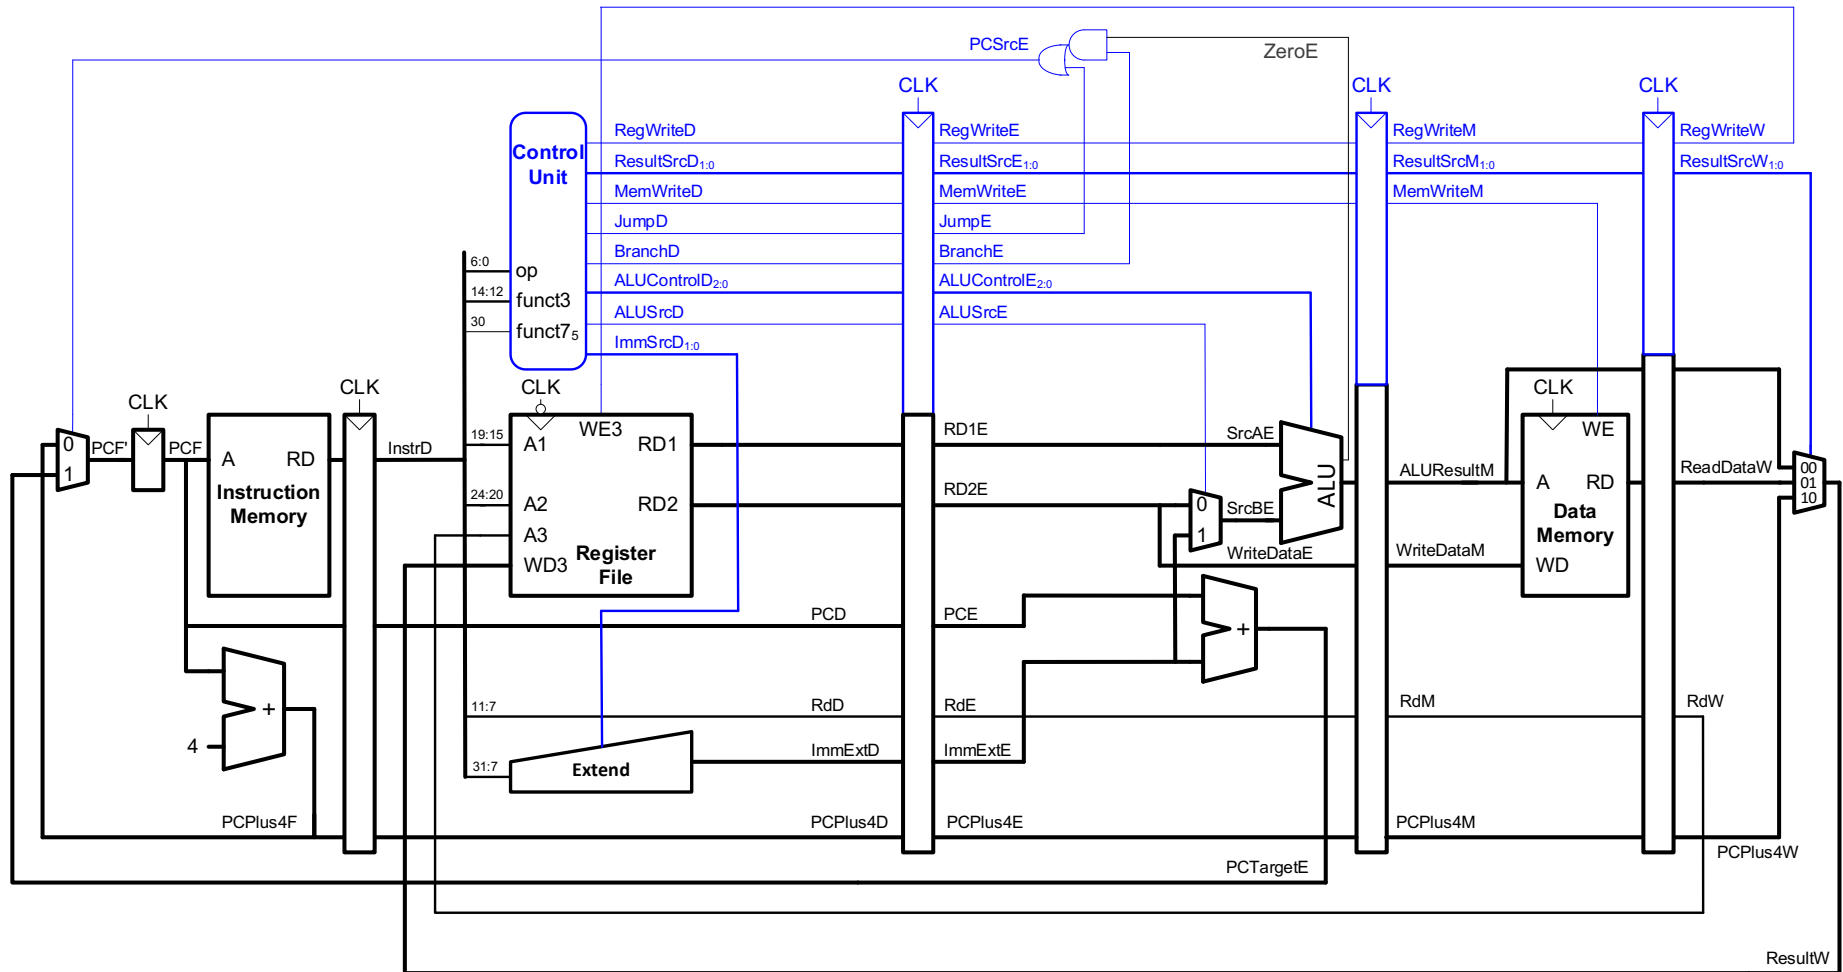 PCSrcE
ZeroE
CLK
CLK
CLK
Control
Unit
RegWriteD
RegWriteE
RegWriteM
RegWriteW
ResultSrcD1:0
ResultSrcE1:0
ResultSrcM1:0
ResultSrcW1:0
MemWriteD
MemWriteE
MemWriteM
JumpD
JumpE
BranchD
BranchE
6:0
op
ALUControlD2:0
ALUControlE2:0
14:12
funct3
ALUSrcD
ALUSrcE
30
funct75
ImmSrcD1:0
CLK
CLK
CLK
CLK
0
1
PCF'
PCF
A
RD
Instruction
Memory
InstrD
19:15
A1
WE3
RD1
24:20
A2
RD2
A3
WD3
Register
File
RD1E
SrcAE
RD2E
0
1
SrcBE
ALU
WriteDataE
ALUResultM
WriteDataM
WE
A
RD
Data
Memory
WD
ReadDataW
00
01
10
PCD
PCE
+
+
4
11:7
RdD
RdE
RdM
RdW
31:7
Extend
ImmExtD
ImmExtE
PCPlus4F
PCPlus4D
PCPlus4E
PCPlus4M
PCPlus4W
PCTargetE
ResultW